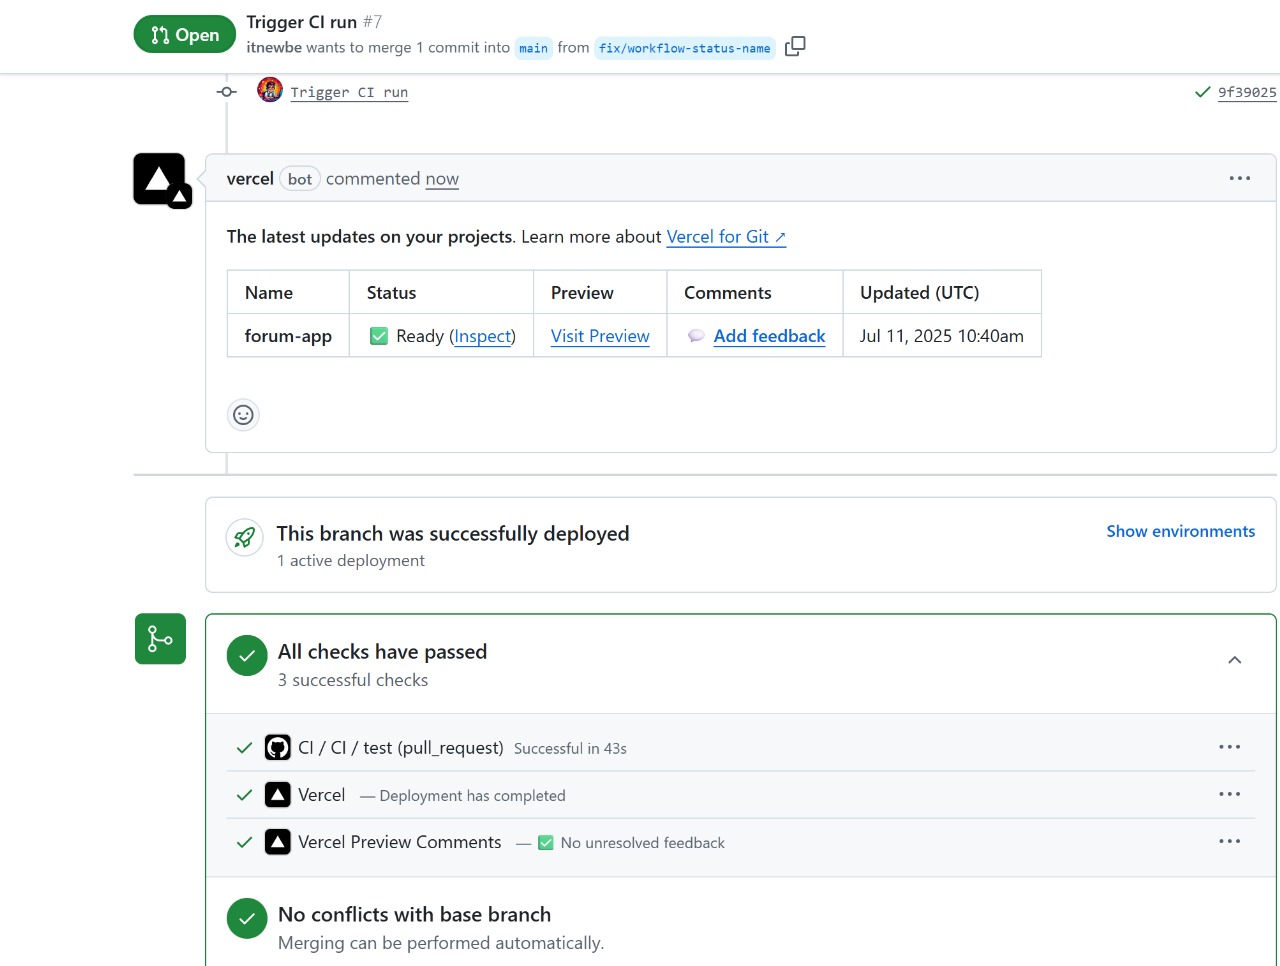 Open
Trigger CI run #7
itnewbe wants to merge 1 commit into main from fix/workflow-status-name
Trigger CI run
9f39025
vercel bot commented now
The latest updates on your projects. Learn more about Vercel for Git ↗
Name Status Preview Comments Updated (UTC)
forum-app ✅ Ready (Inspect) Visit Preview 💬 Add feedback Jul 11, 2025 10:40am
This branch was successfully deployed
Show environments
1 active deployment
All checks have passed
3 successful checks
CI / CI / test (pull_request) Successful in 43s
Vercel — Deployment has completed
Vercel Preview Comments — ✅ No unresolved feedback
No conflicts with base branch
Merging can be performed automatically.